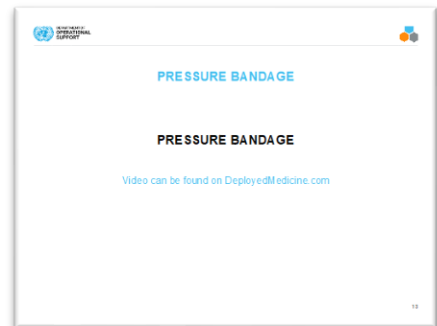 DEPARTMENT OF
OPERATIONAL
SUPPORT
PRESSURE BANDAGE
PRESSURE BANDAGE
Video can be found on DeployedMedicine.com